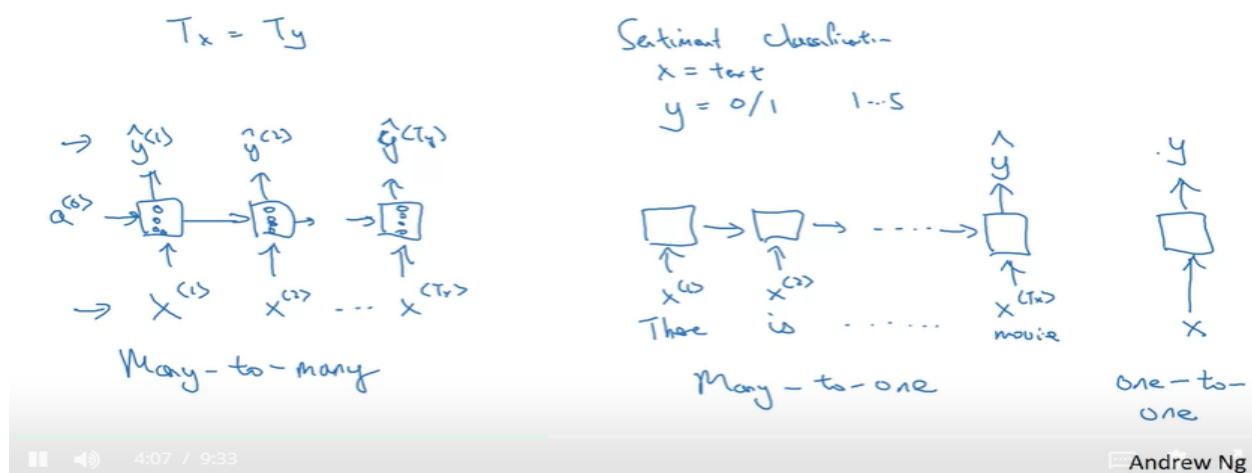 Tx = Ty
ŷ<1> ŷ<2> ŷ<Ty>
a<0>
x<1> x<2> ... x<Tx>
Many-to-many
Sentiment classification
x = text
y = 0/1 1...5
ŷ
x<1> x<2> x<Tx>
There is ...... movie
Many-to-one
y
x
one-to-
one
4:07 / 9:33
Andrew Ng